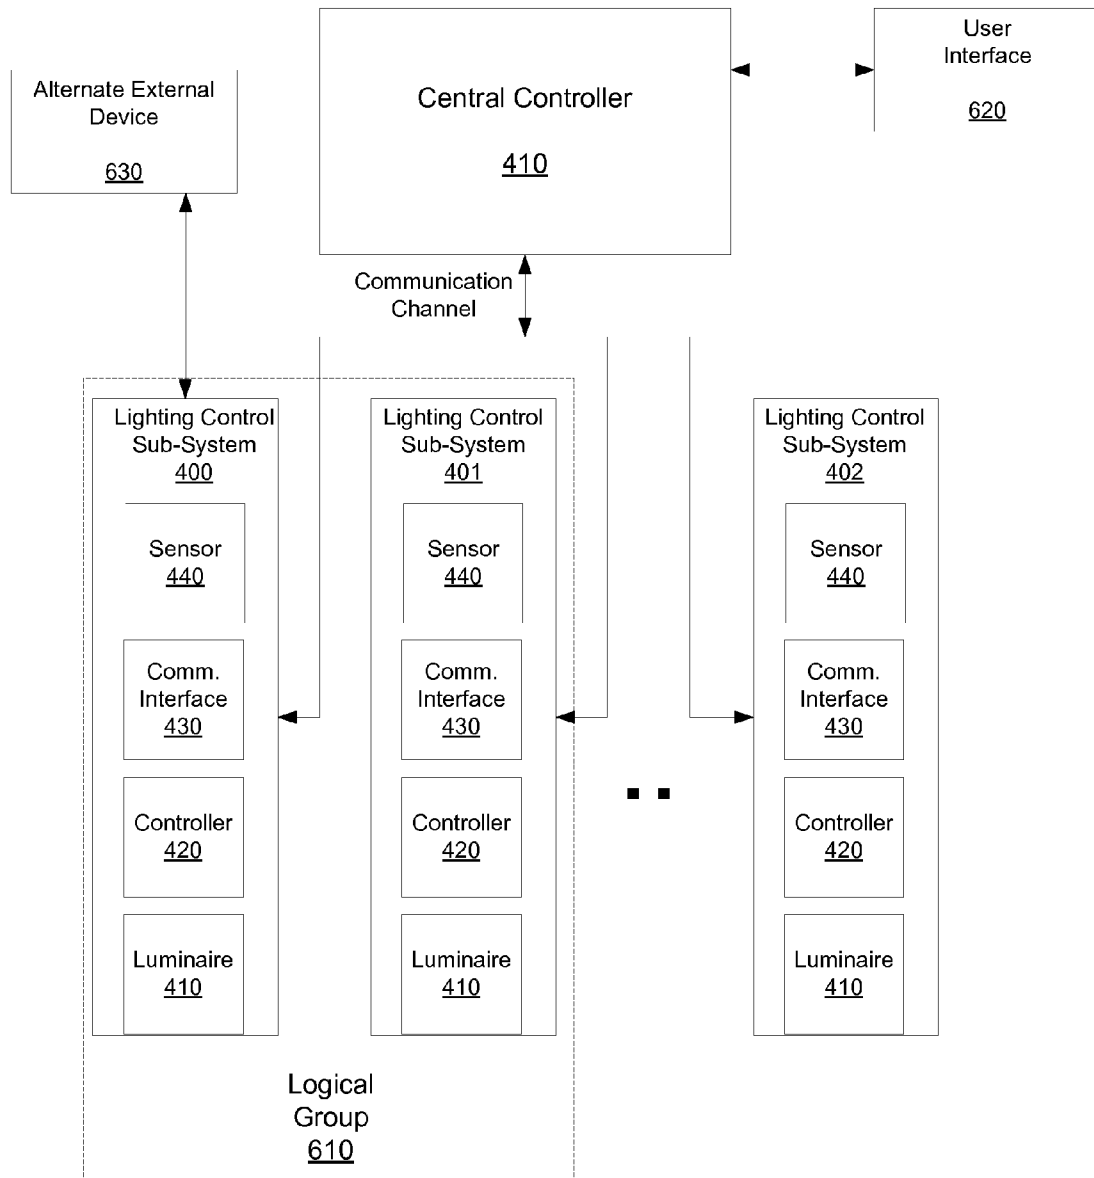 User
Interface
620
Alternate External
Device
630
Central Controller
410
Communication
Channel
Lighting Control
Sub-System
400
Sensor
440
Comm.
Interface
430
Controller
420
Luminaire
410
Lighting Control
Sub-System
401
Sensor
440
Comm.
Interface
430
Controller
420
Luminaire
410
Lighting Control
Sub-System
402
Sensor
440
Comm.
Interface
430
Controller
420
Luminaire
410
Logical
Group
610